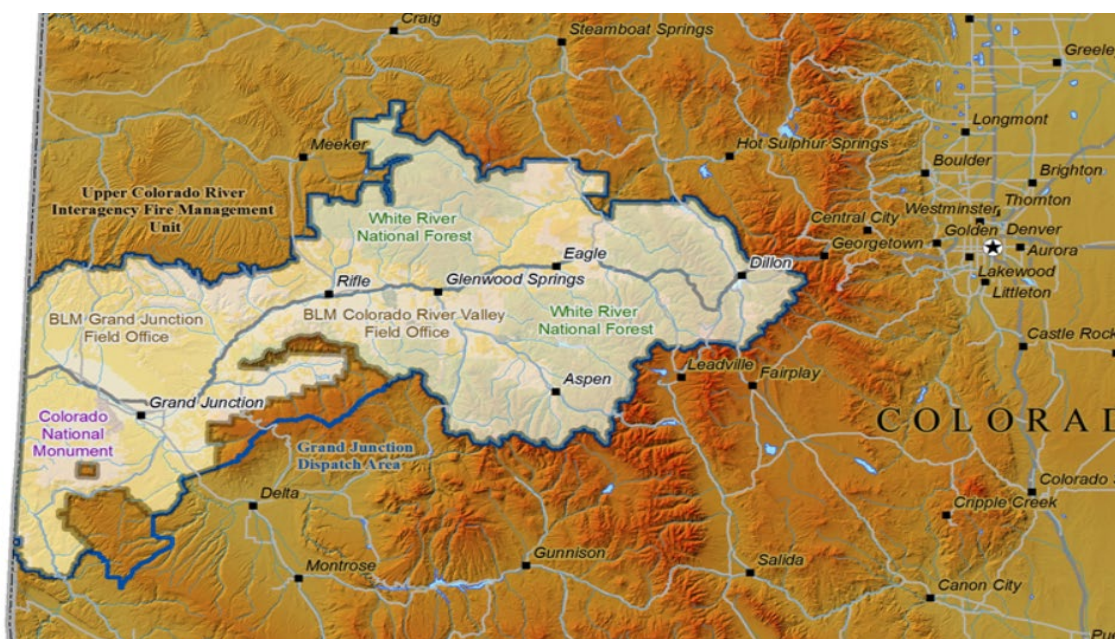 Craig
Steamboat Springs
Greele
Longmont
Meeker
Hot Sulphur Springs
Boulder
Brighton
Upper Colorado River
Interagency Fire Management
Unit
White River
National Forest
Thornton
Westminster
Central City
Golden
Denver
Georgetown
Aurora
Eagle
Dillon
Lakewood
Rifle
Glenwood Springs
Littleton
BLM Grand Junction
Field Office
BLM Colorado River Valley
Field Office
White River
National Forest
Castle Rock
Leadville
Fairplay
Aspen
Grand Junction
Colorado
National
Monument
COLORAD
Grand Junction
Dispatch Area
Delta
Colorado S
Cripple Creek
Gunnison
Montrose
Salida
Canon City
Pu